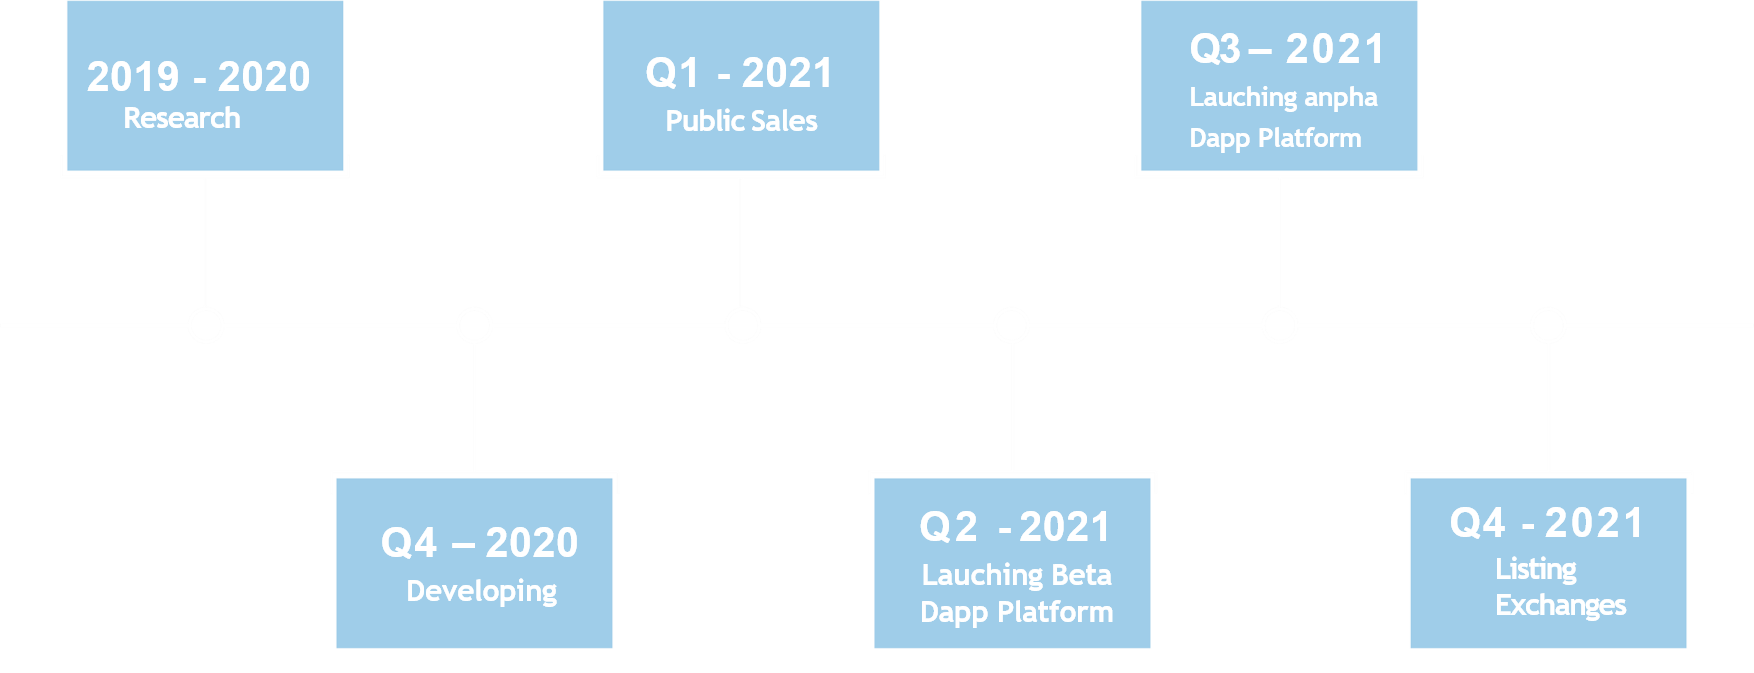 2019 - 2020
Research
Q4 – 2020
Developing
Q1 - 2021
Public Sales
Q2 - 2021
Lauching Beta
Dapp Platform
Q3 – 2021
Lauching anpha
Dapp Platform
Q4 - 2021
Listing
Exchanges